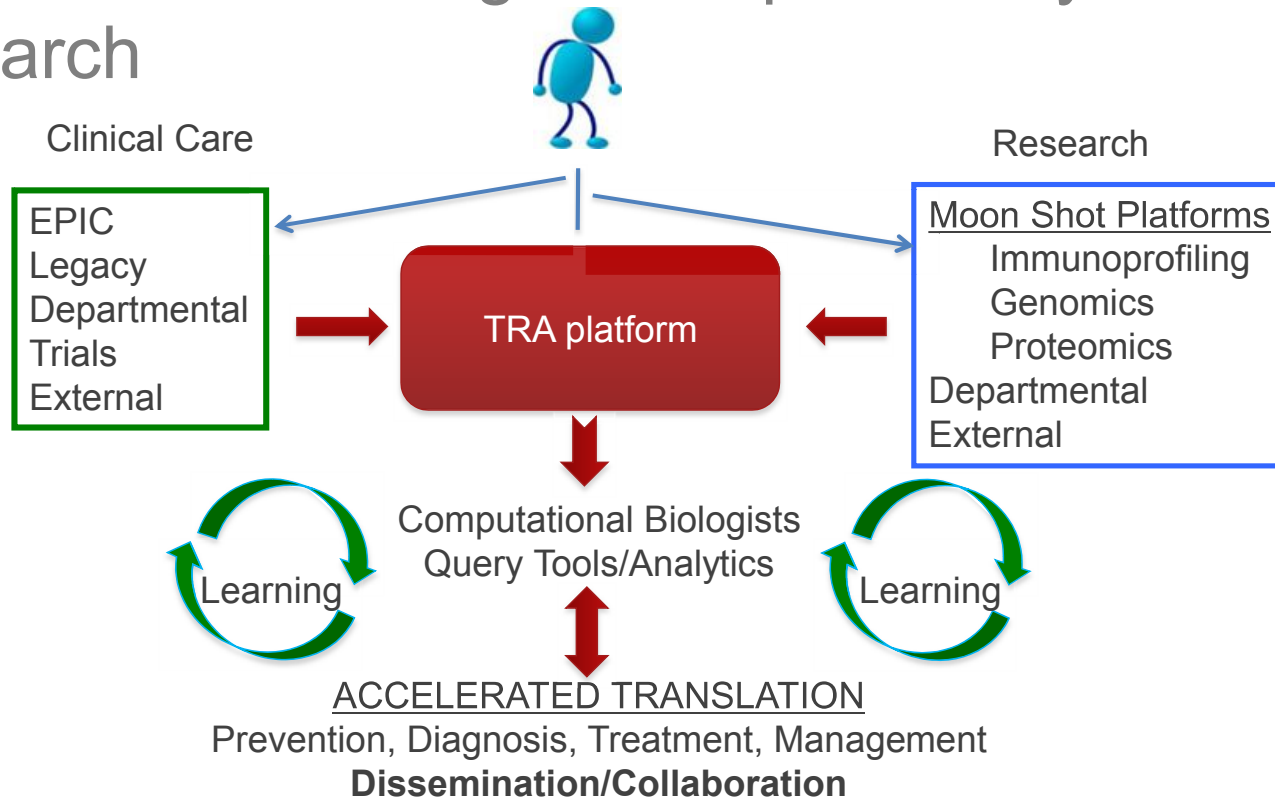 arch
Clinical Care
Research
EPIC
Legacy
Departmental
Trials
External
TRA platform
Moon Shot Platforms
Immunoprofiling
Genomics
Proteomics
Departmental
External
Learning
Computational Biologists
Query Tools/Analytics
Learning
ACCELERATED TRANSLATION
Prevention, Diagnosis, Treatment, Management
Dissemination/Collaboration